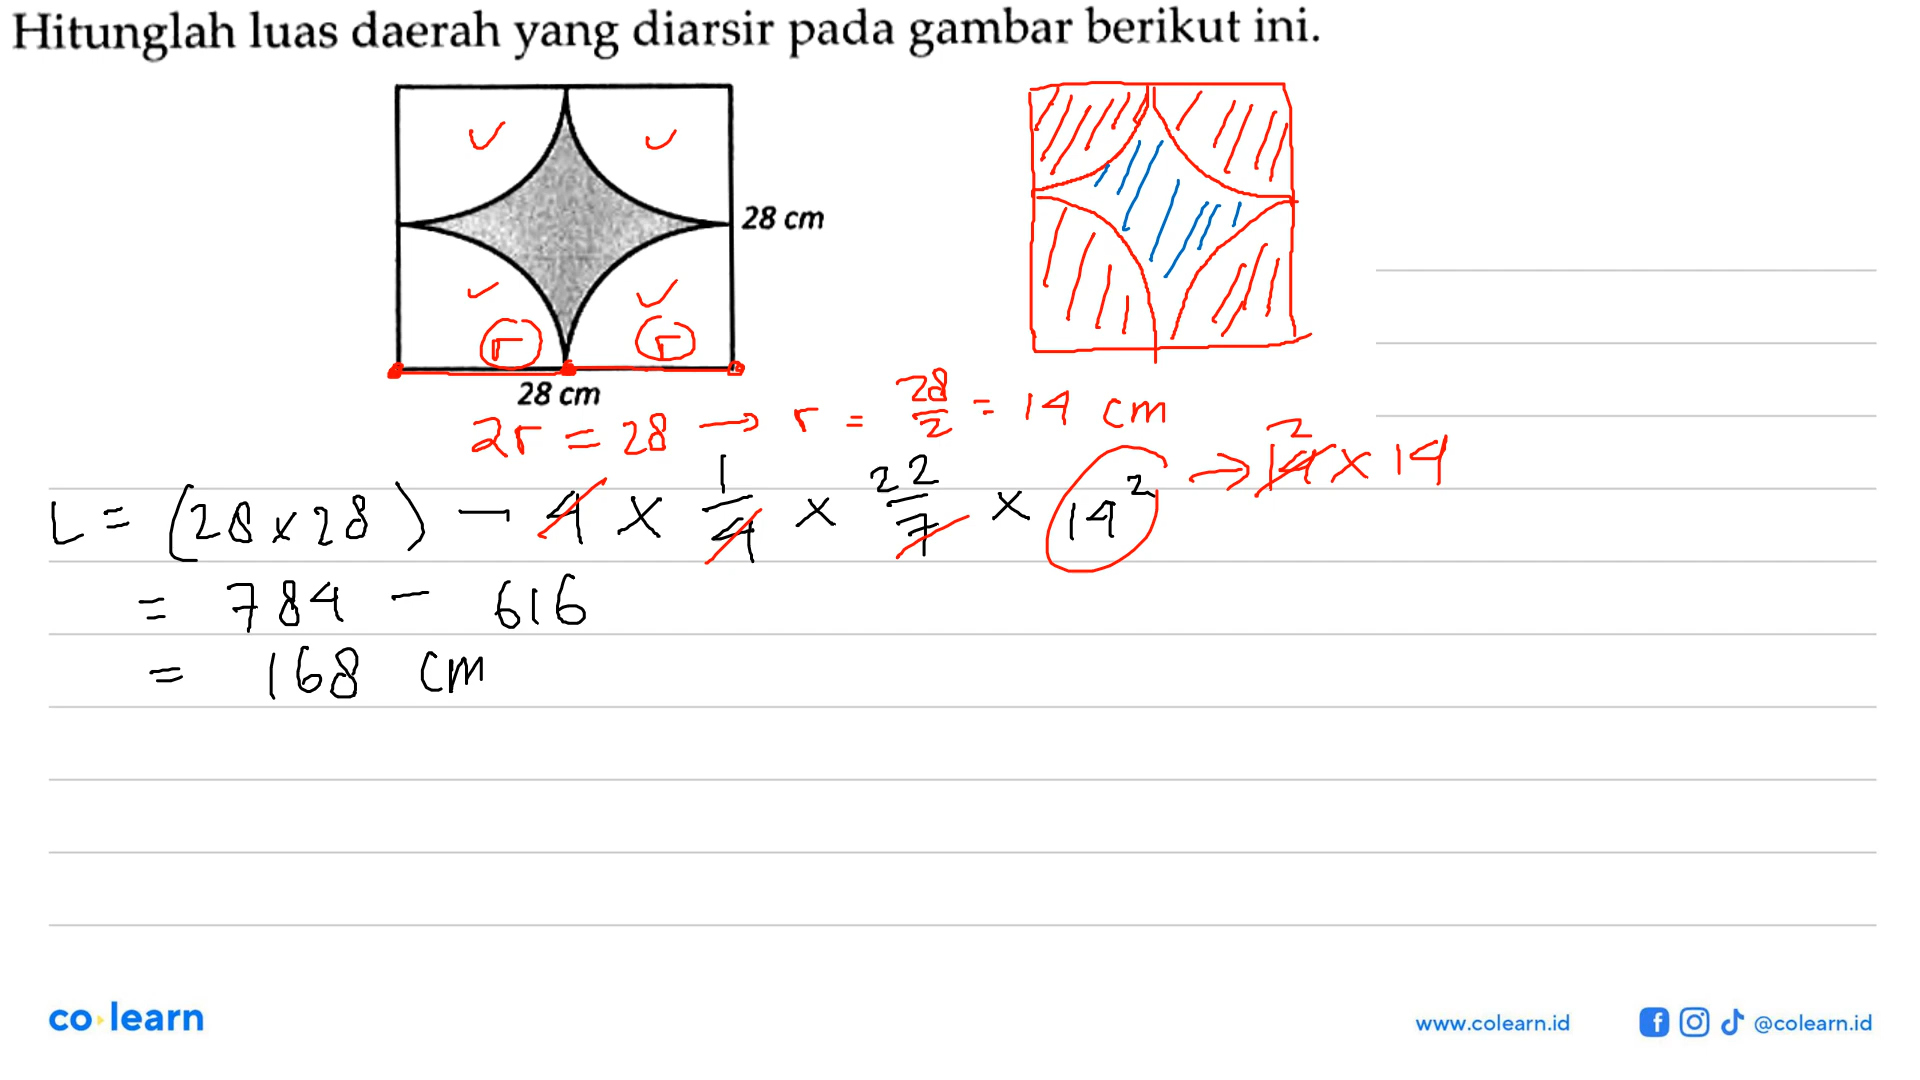 Hitunglah luas daerah yang diarsir pada gambar berikut ini.
28 cm
r r
28 cm
2r = 28 → r = 28/2 = 14 cm
L = (28 x 28) - 4 x 1/4 x 22/7 x 14² → 14 x 14
2
= 784 - 616
= 168 cm
co learn
www.colearn.id
@colearn.id